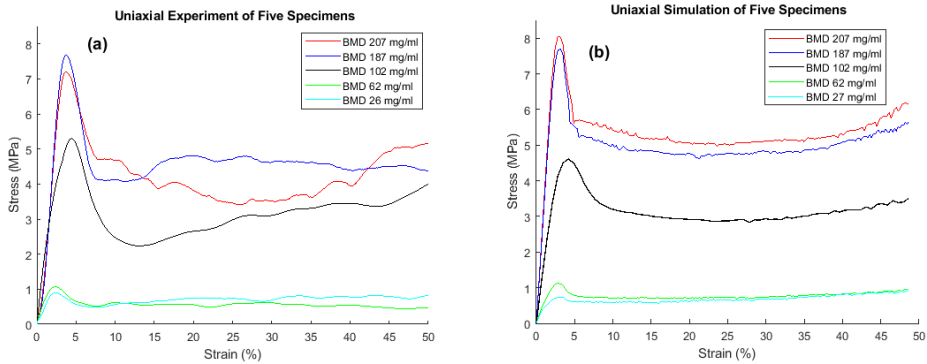 Uniaxial Experiment of Five Specimens
(a)
BMD 207 mg/ml
BMD 187 mg/ml
BMD 102 mg/ml
BMD 62 mg/ml
BMD 26 mg/ml
Stress (MPa)
8
7
6
5
4
3
2
1
0
0 5 10 15 20 25 30 35 40 45 50
Strain (%)
Uniaxial Simulation of Five Specimens
(b)
BMD 207 mg/ml
BMD 187 mg/ml
BMD 102 mg/ml
BMD 62 mg/ml
BMD 27 mg/ml
Stress (MPa)
8
7
6
5
4
3
2
1
0
0 5 10 15 20 25 30 35 40 45 50
Strain (%)